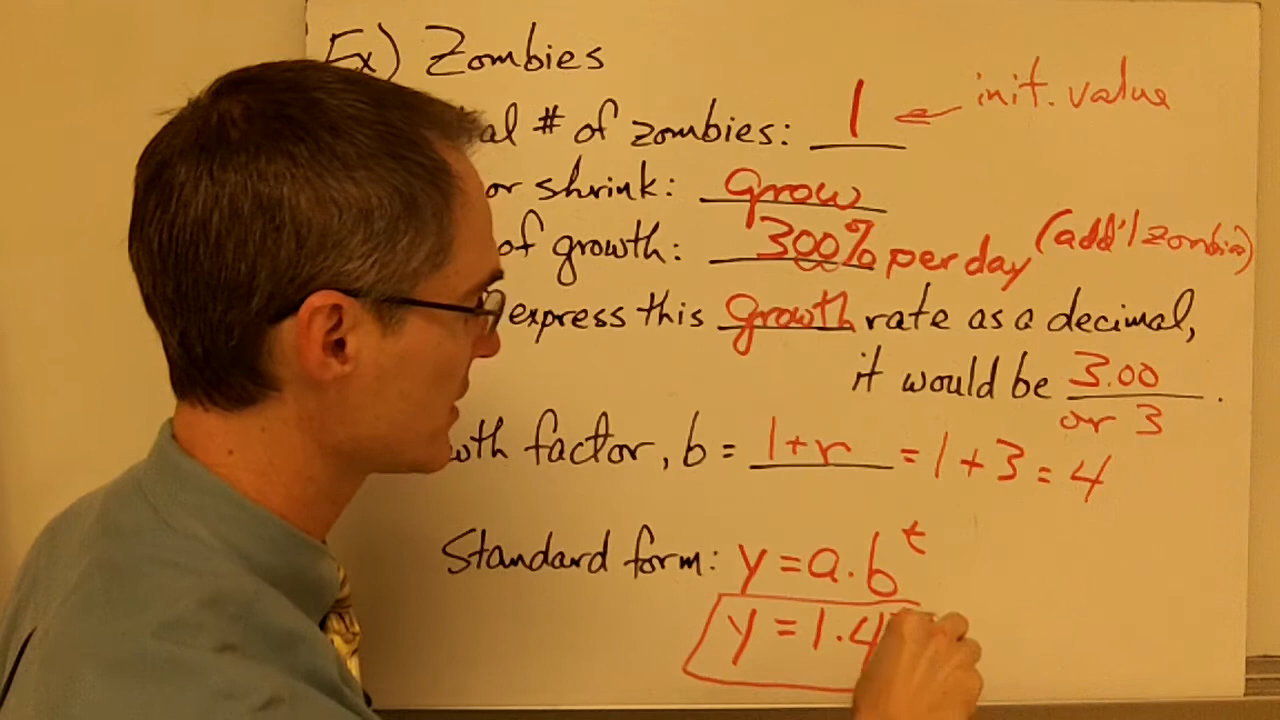 Ex) Zombies
al # of zombies: 1 ← init. value
or shrink: grow
of growth: 300% per day (add'l zombies)
express this growth rate as a decimal,
it would be 3.00 .
or 3
wth factor, b = 1+r = 1+3 = 4
Standard form: y = a·b^t
y = 1·4